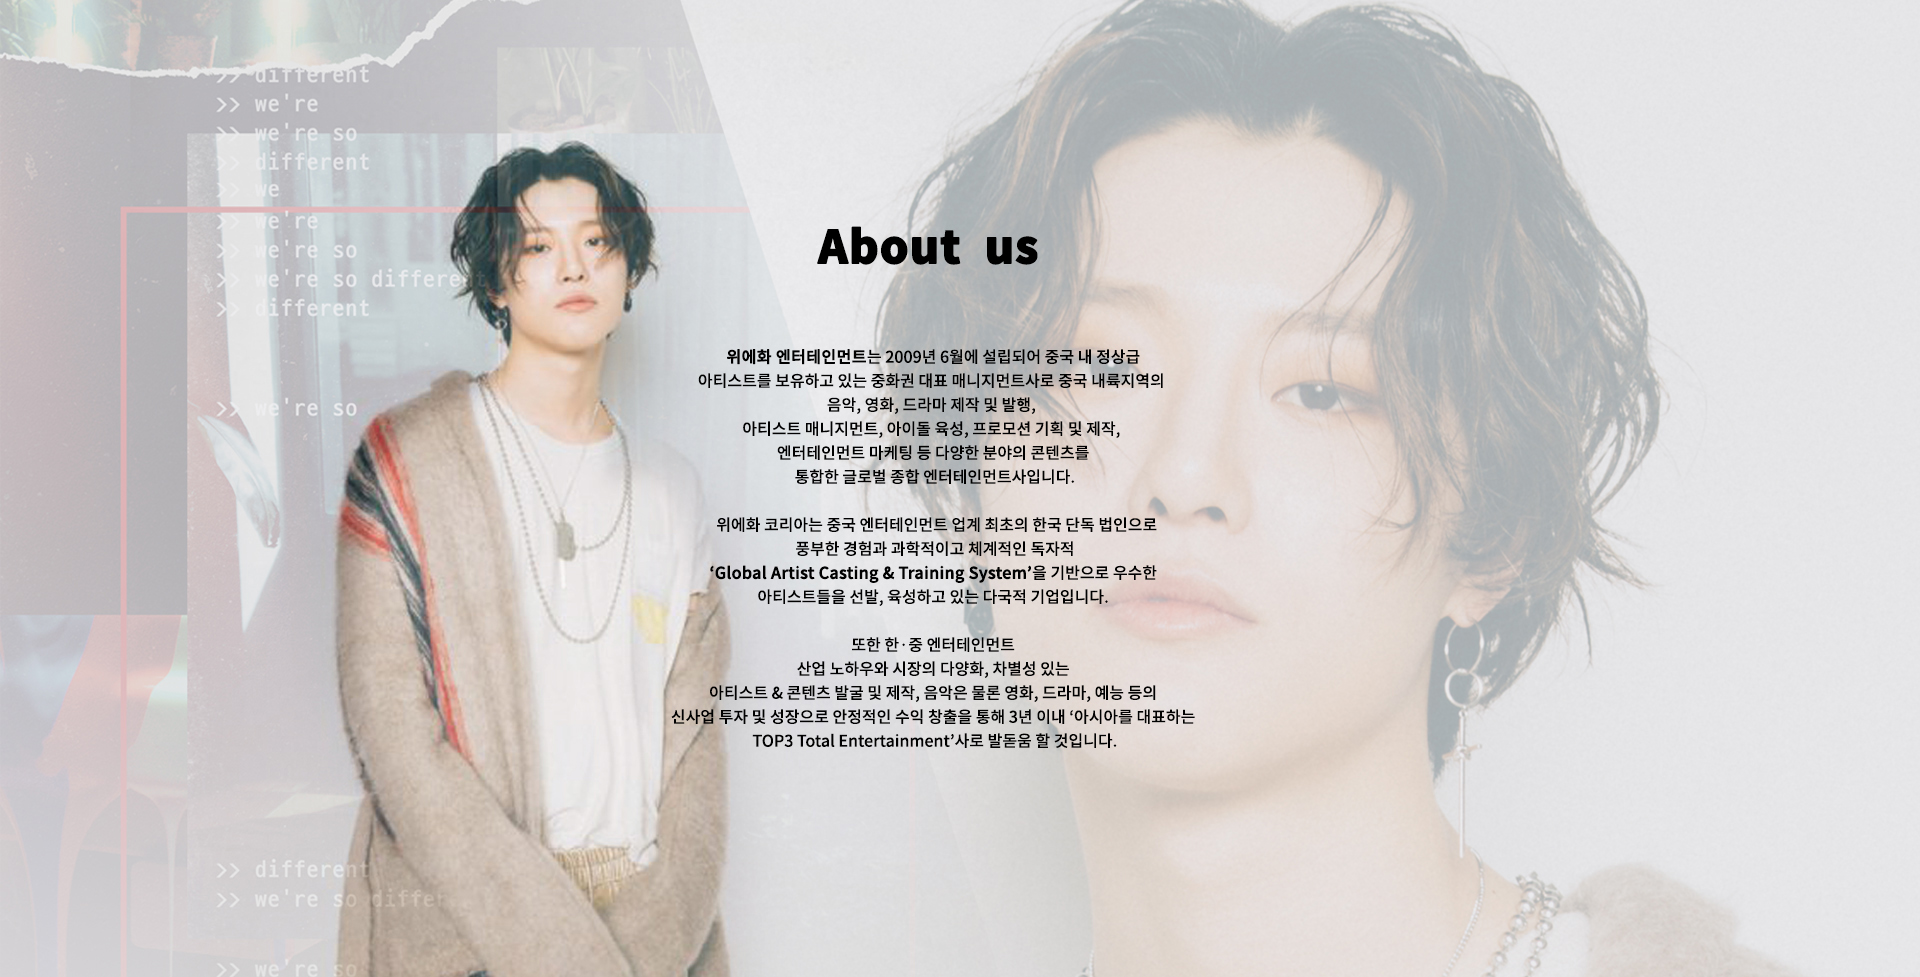 >> different
>> we're
>> we're so
>> different
>> we
>> we're
>> we're so
>> we're so different
>> different
>> we're so
>> different
>> we're so differ
>> we're so
About us
위에화 엔터테인먼트는 2009년 6월에 설립되어 중국 내 정상급
아티스트를 보유하고 있는 중화권 대표 매니지먼트사로 중국 내륙지역의
음악, 영화, 드라마 제작 및 발행,
아티스트 매니지먼트, 아이돌 육성, 프로모션 기획 및 제작,
엔터테인먼트 마케팅 등 다양한 분야의 콘텐츠를
통합한 글로벌 종합 엔터테인먼트사입니다.
위에화 코리아는 중국 엔터테인먼트 업계 최초의 한국 단독 법인으로
풍부한 경험과 과학적이고 체계적인 독자적
‘Global Artist Casting & Training System’을 기반으로 우수한
아티스트들을 선발, 육성하고 있는 다국적 기업입니다.
또한 한·중 엔터테인먼트
산업 노하우와 시장의 다양화, 차별성 있는
아티스트 & 콘텐츠 발굴 및 제작, 음악은 물론 영화, 드라마, 예능 등의
신사업 투자 및 성장으로 안정적인 수익 창출을 통해 3년 이내 ‘아시아를 대표하는
TOP3 Total Entertainment’사로 발돋움 할 것입니다.